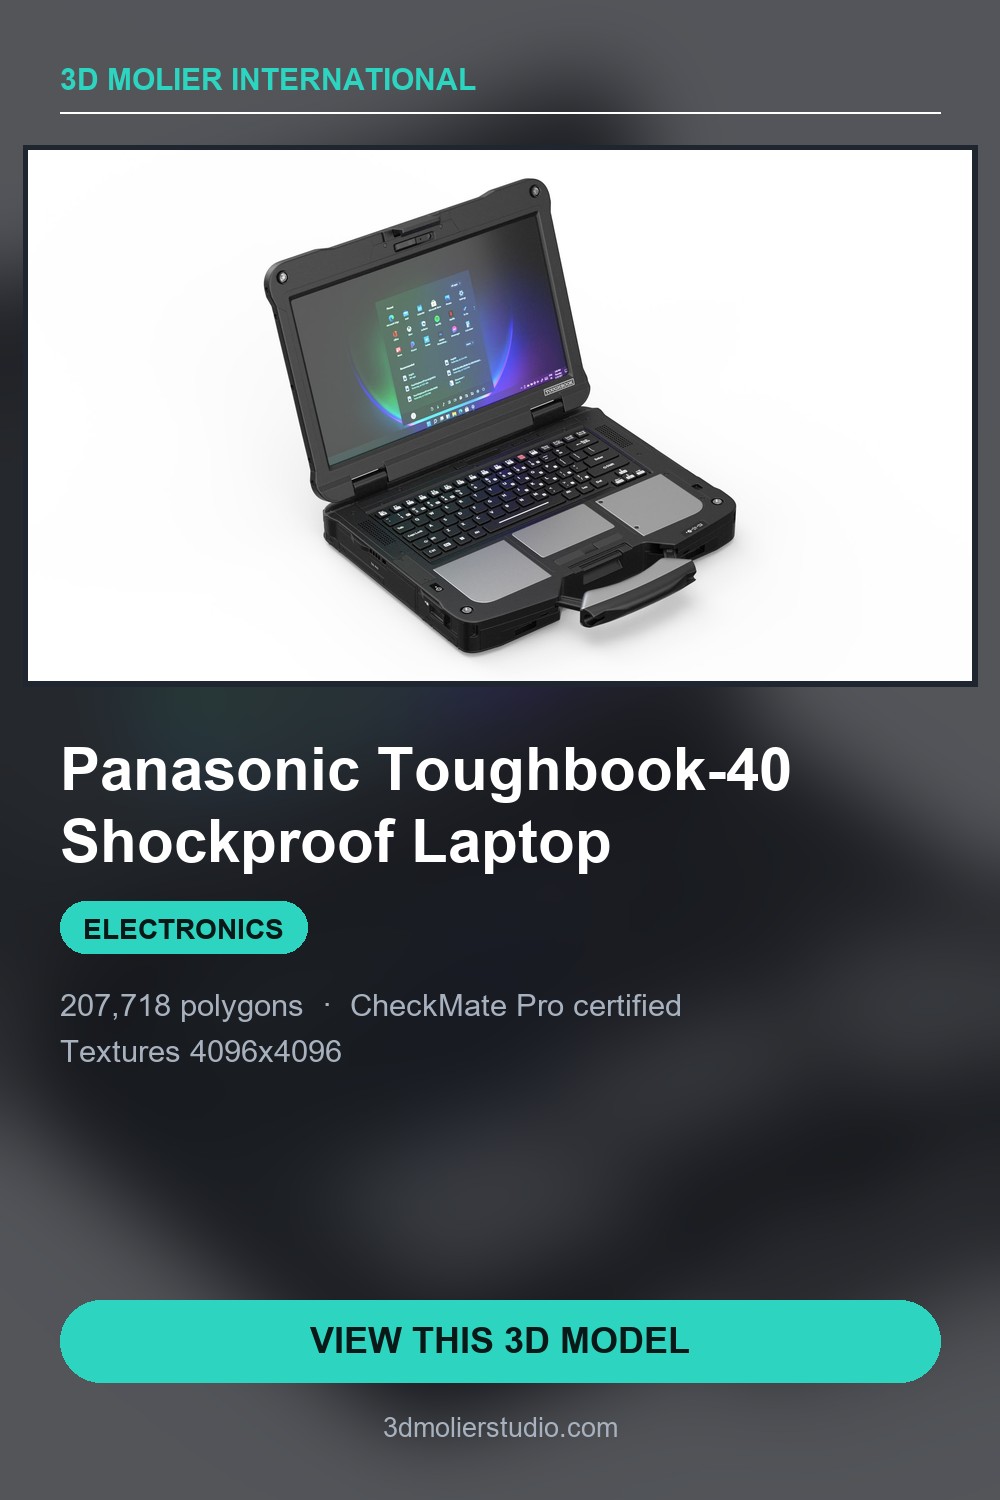 3D MOLIER INTERNATIONAL
TOUGHBOOK
Panasonic Toughbook-40
Shockproof Laptop
ELECTRONICS
207,718 polygons · CheckMate Pro certified
Textures 4096x4096
VIEW THIS 3D MODEL
3dmolierstudio.com